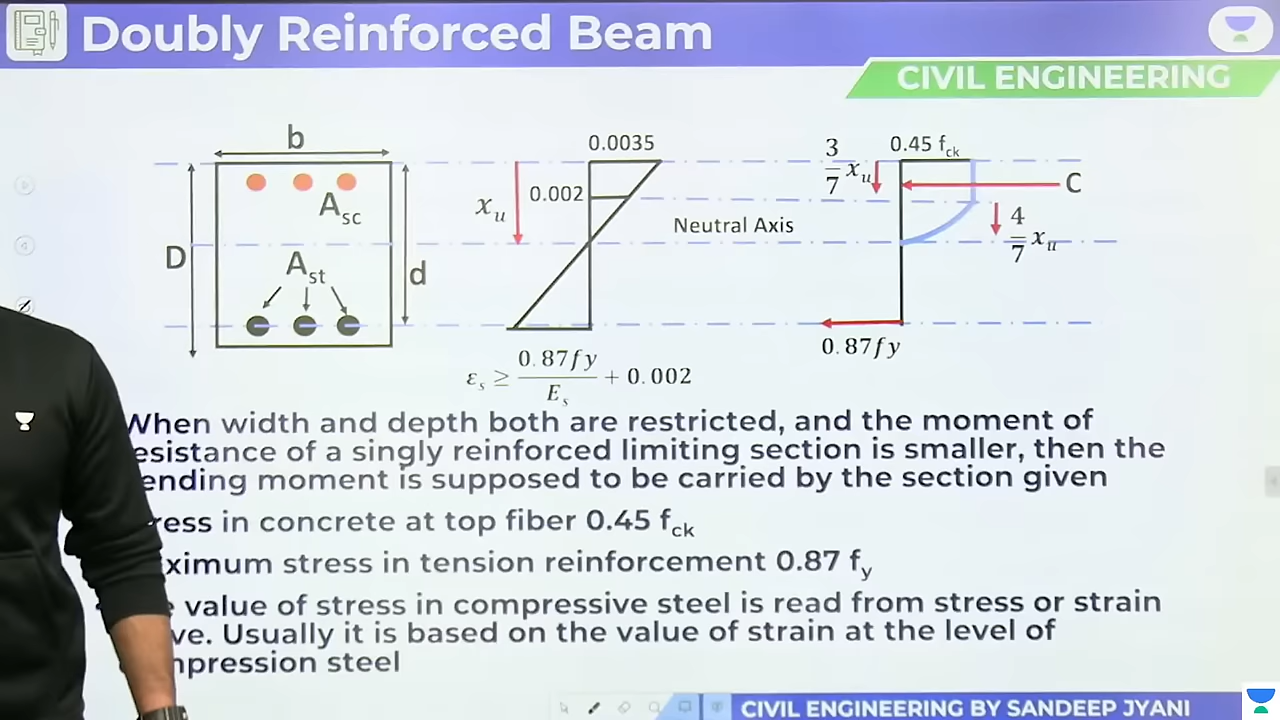 Doubly Reinforced Beam
CIVIL ENGINEERING
b
D
d
A_sc
A_st
0.0035
0.002
x_u
Neutral Axis
ε_s ≥ 0.87fy/E_s + 0.002
3/7 x_u
0.45 f_ck
C
4/7 x_u
0.87fy
When width and depth both are restricted, and the moment of
esistance of a singly reinforced limiting section is smaller, then the
ending moment is supposed to be carried by the section given
ress in concrete at top fiber 0.45 f_ck
ximum stress in tension reinforcement 0.87 f_y
value of stress in compressive steel is read from stress or strain
ve. Usually it is based on the value of strain at the level of
mpression steel
CIVIL ENGINEERING BY SANDEEP JYANI